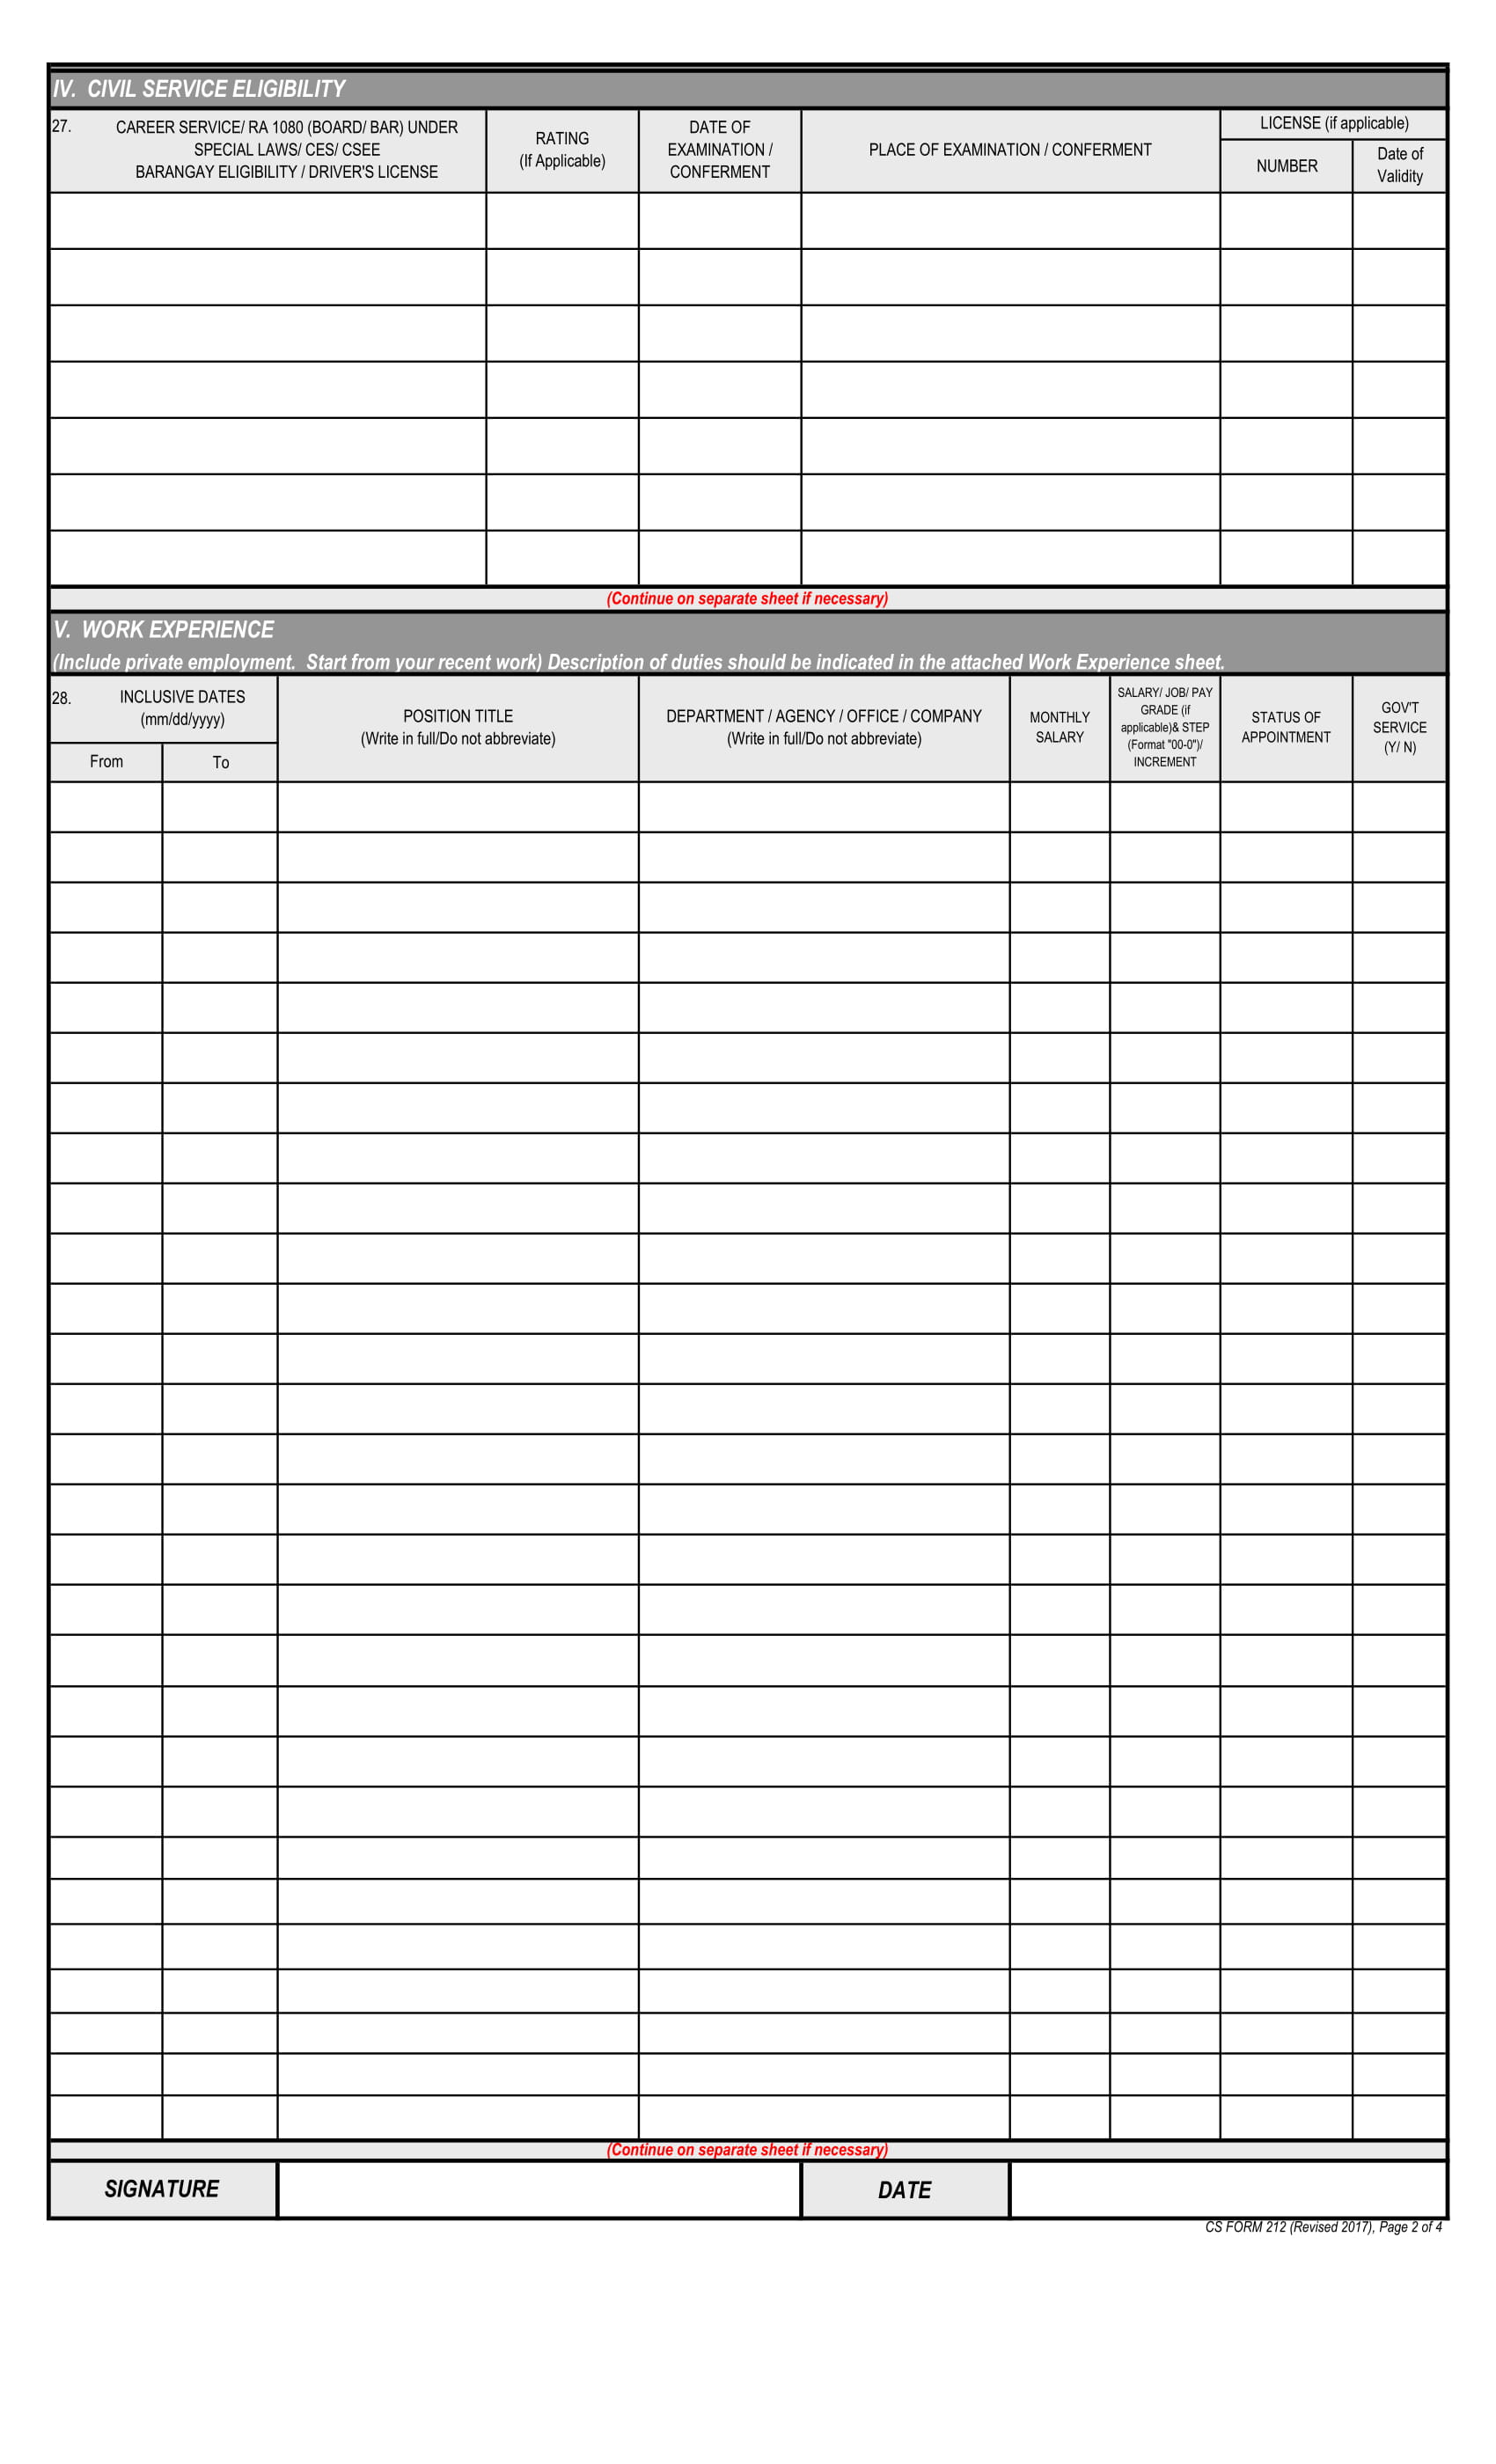 IV.  CIVIL SERVICE ELIGIBILITY
27.
CAREER SERVICE/ RA 1080 (BOARD/ BAR) UNDER
SPECIAL LAWS/ CES/ CSEE
BARANGAY ELIGIBILITY / DRIVER'S LICENSE
RATING
(If Applicable)
DATE OF
EXAMINATION /
CONFERMENT
PLACE OF EXAMINATION / CONFERMENT
LICENSE (if applicable)
NUMBER
Date of
Validity
(Continue on separate sheet if necessary)
V.  WORK EXPERIENCE
(Include private employment.  Start from your recent work) Description of duties should be indicated in the attached Work Experience sheet.
28.
INCLUSIVE DATES
(mm/dd/yyyy)
From
To
POSITION TITLE
(Write in full/Do not abbreviate)
DEPARTMENT / AGENCY / OFFICE / COMPANY
(Write in full/Do not abbreviate)
MONTHLY
SALARY
SALARY/ JOB/ PAY
GRADE (if
applicable)& STEP
(Format "00-0")/
INCREMENT
STATUS OF
APPOINTMENT
GOV'T
SERVICE
(Y/ N)
(Continue on separate sheet if necessary)
SIGNATURE
DATE
CS FORM 212 (Revised 2017), Page 2 of 4